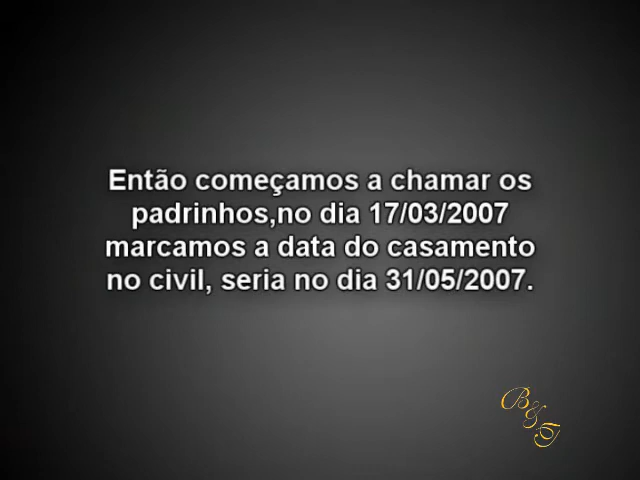 Então começamos a chamar os
padrinhos,no dia 17/03/2007
marcamos a data do casamento
no civil, seria no dia 31/05/2007.
B&T